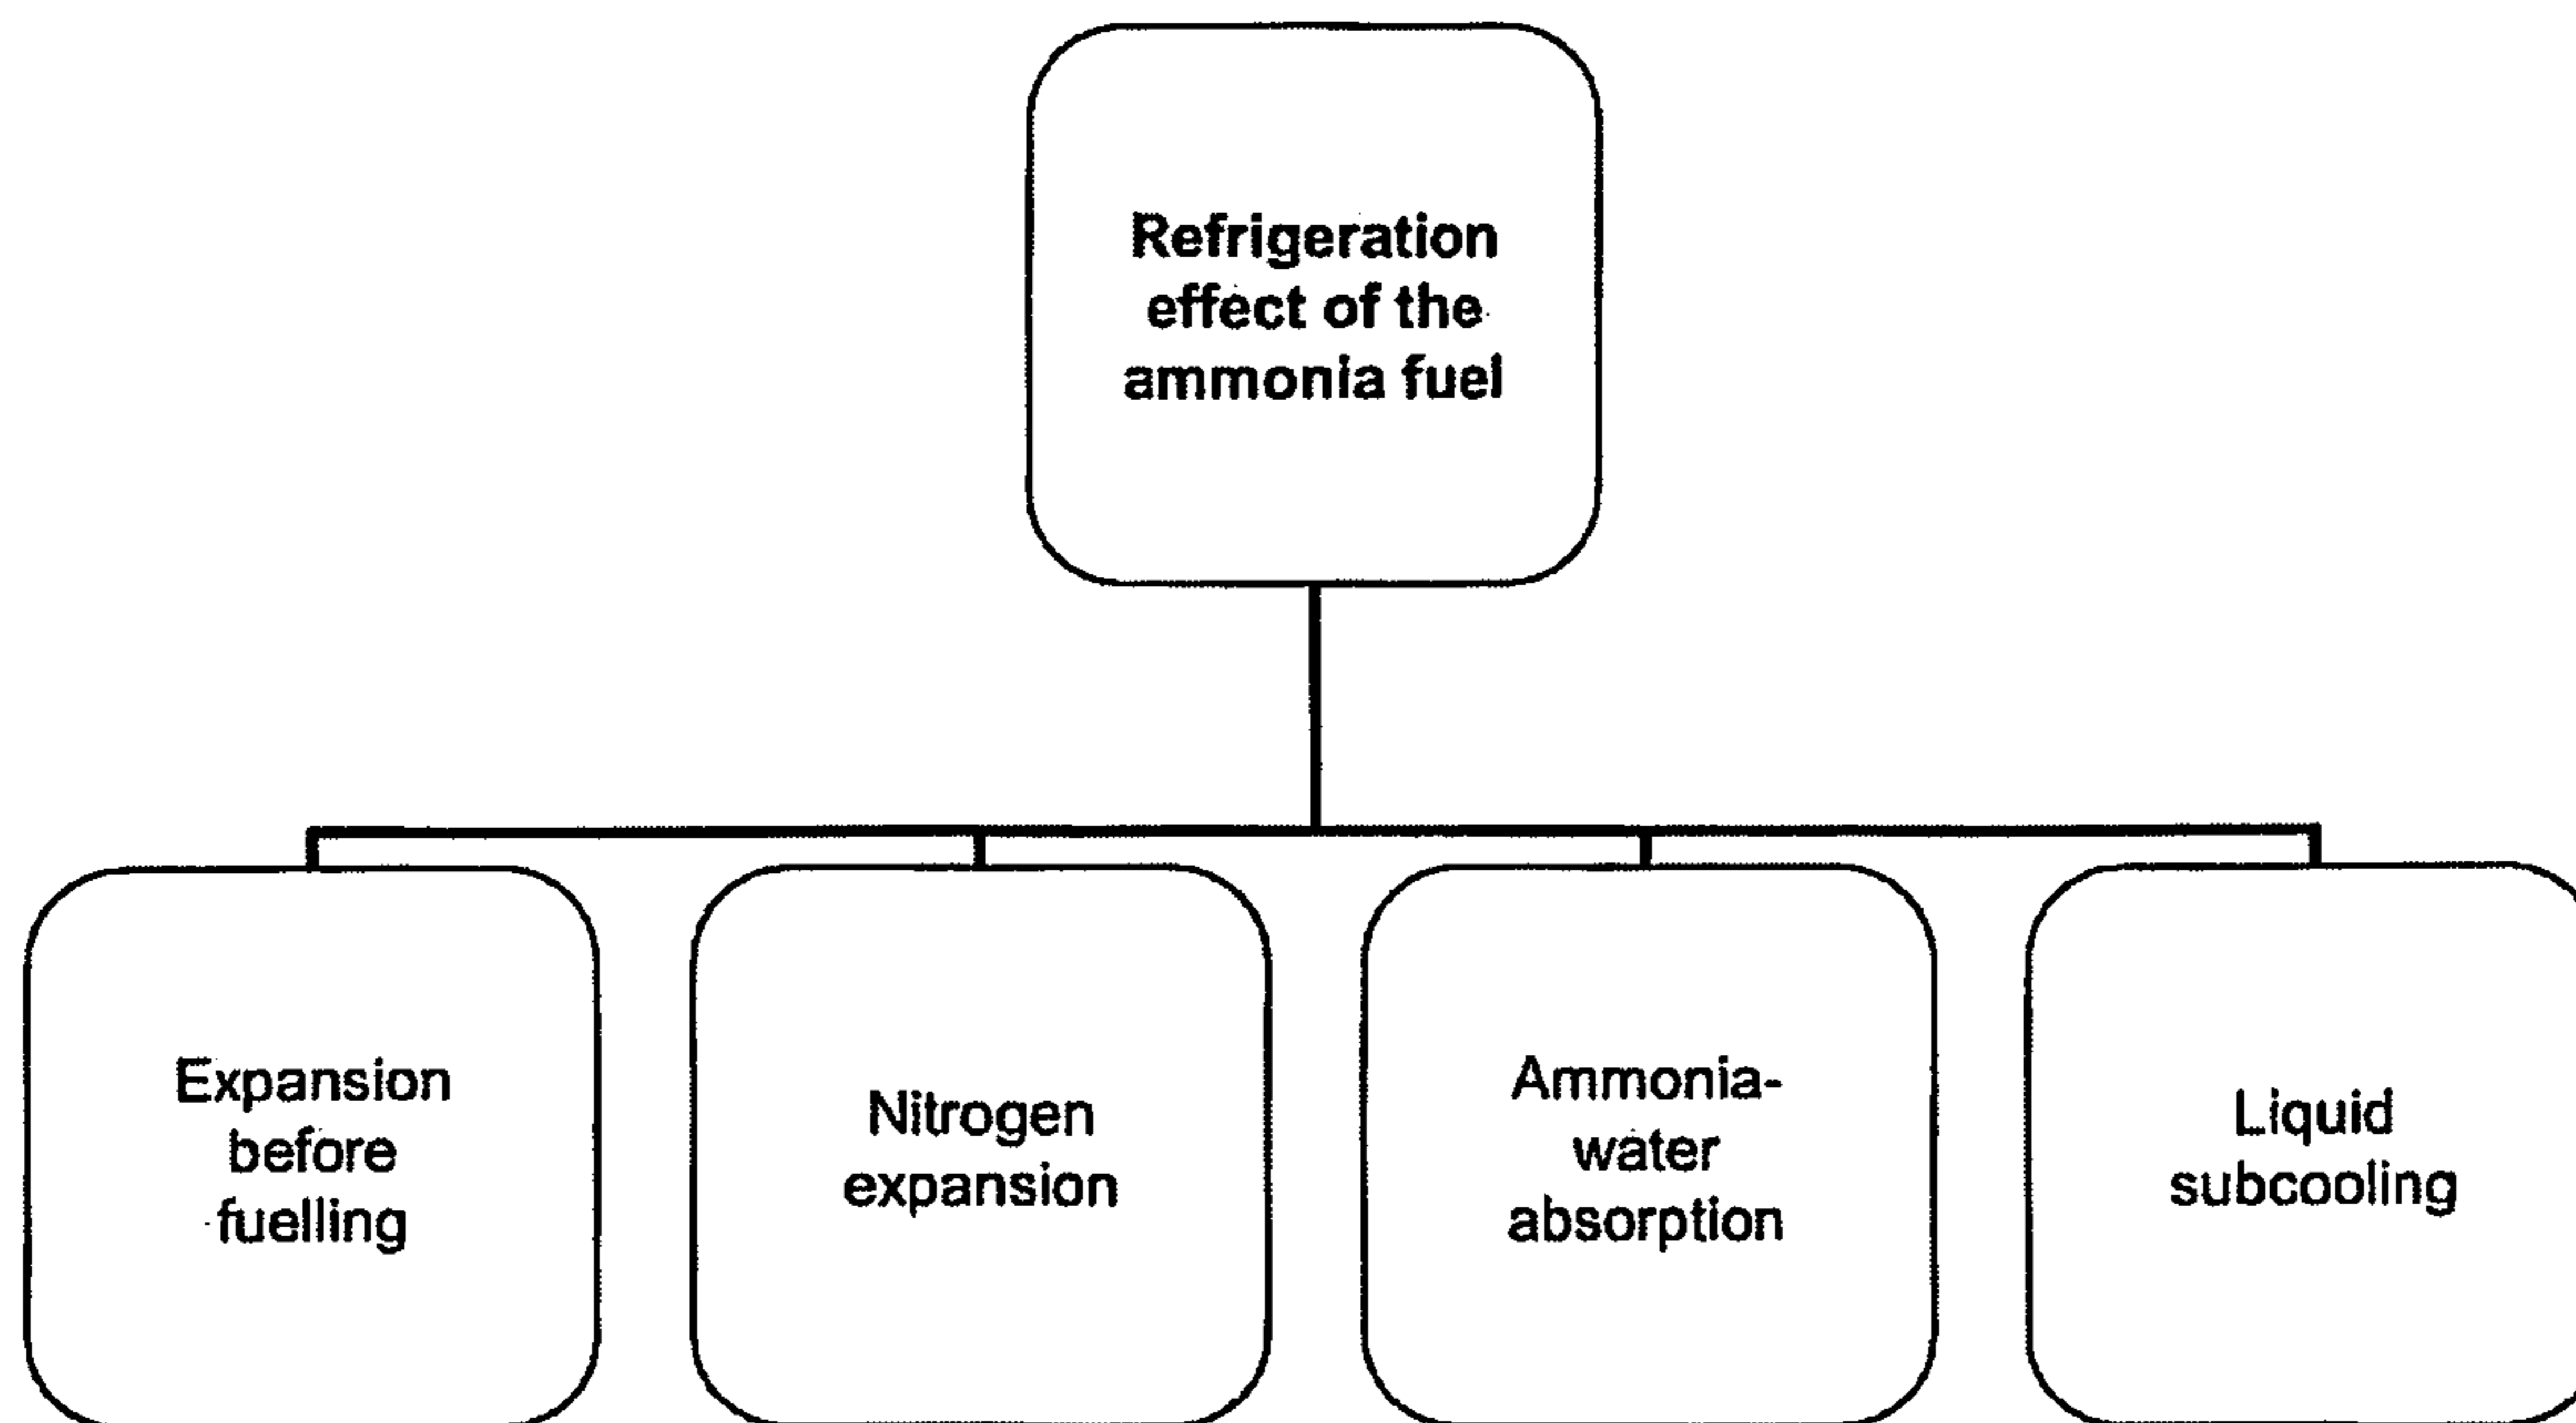 Refrigeration
effect of the
ammonia fuel
Expansion
before
fuelling
Nitrogen
expansion
Ammonia-
water
absorption
Liquid
subcooling